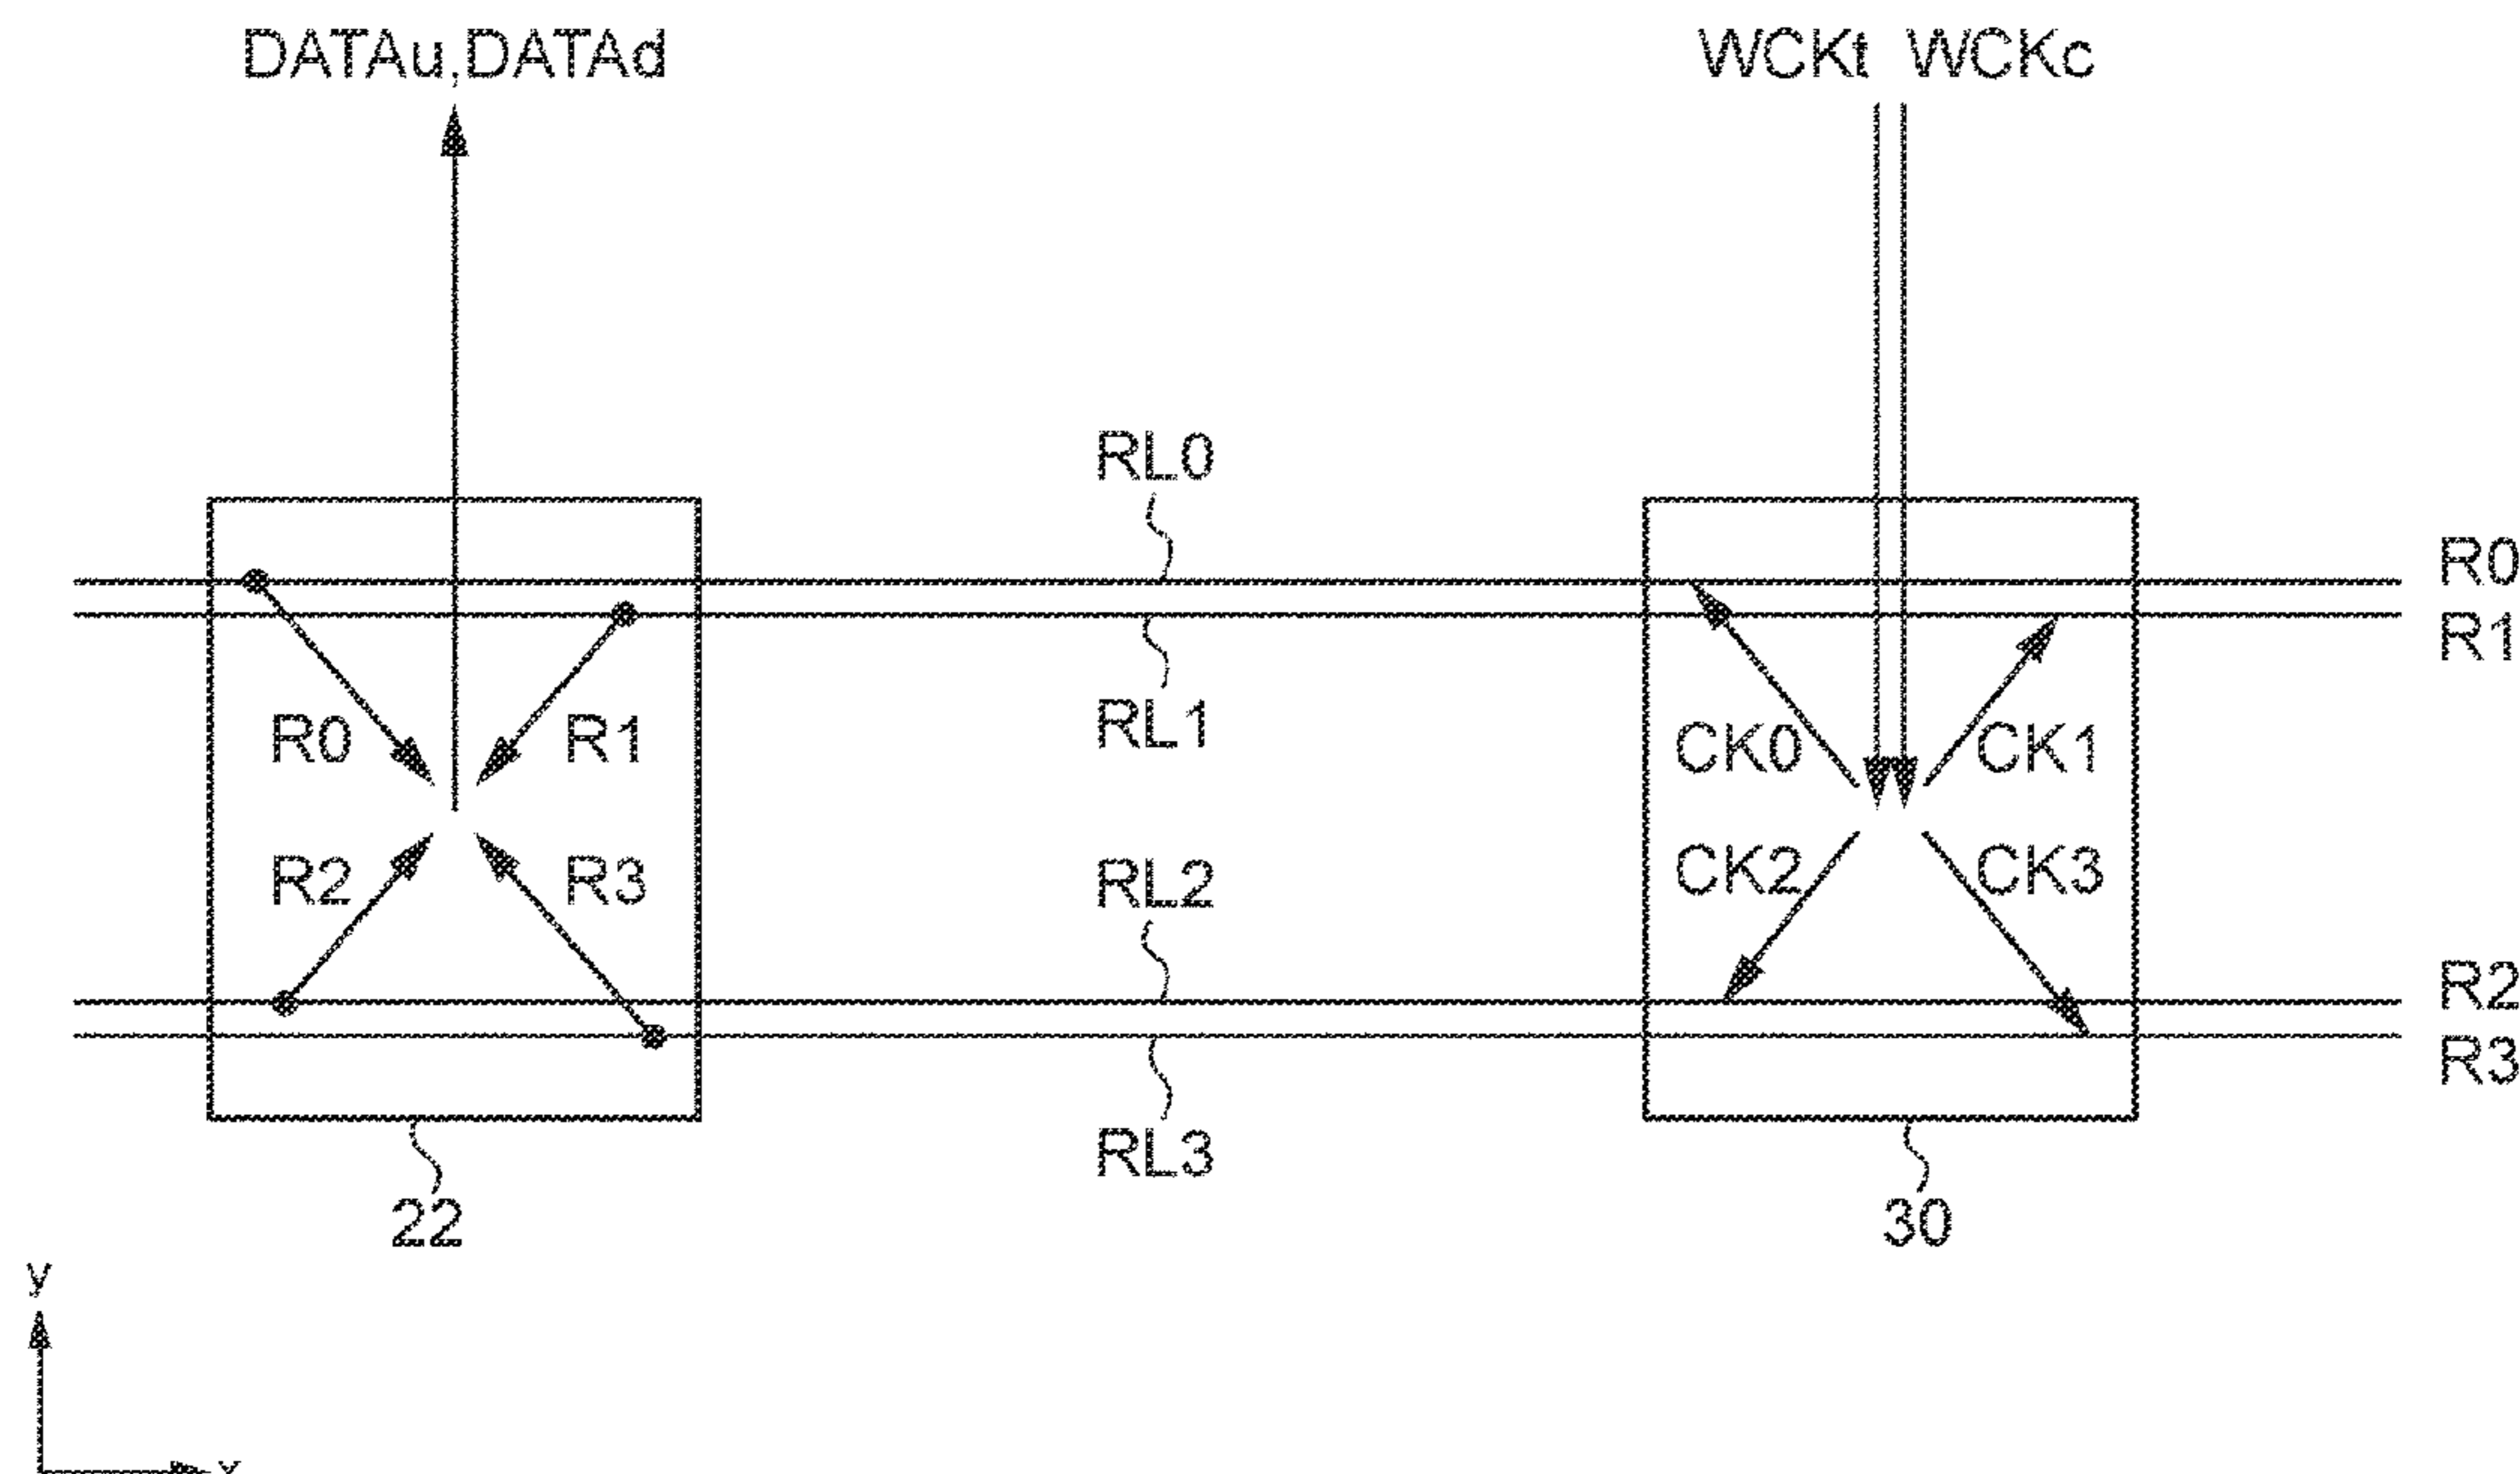 DATAu,DATAd
WCKt WCKc
RL0
R0
R1
RL1
R0 R1
CK0 CK1
R2 R3
RL2
CK2 CK3
R2
R3
RL3
22
30
y
x